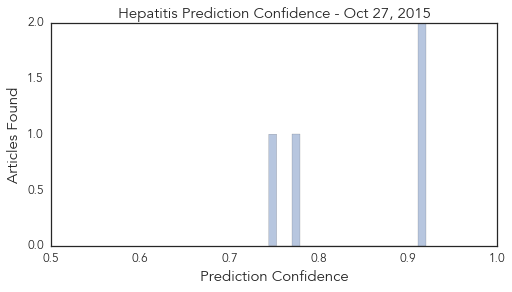 Hepatitis Prediction Confidence - Oct 27, 2015
2.0
1.5
1.0
0.5
0.0
Articles Found
0.5 0.6 0.7 0.8 0.9 1.0
Prediction Confidence